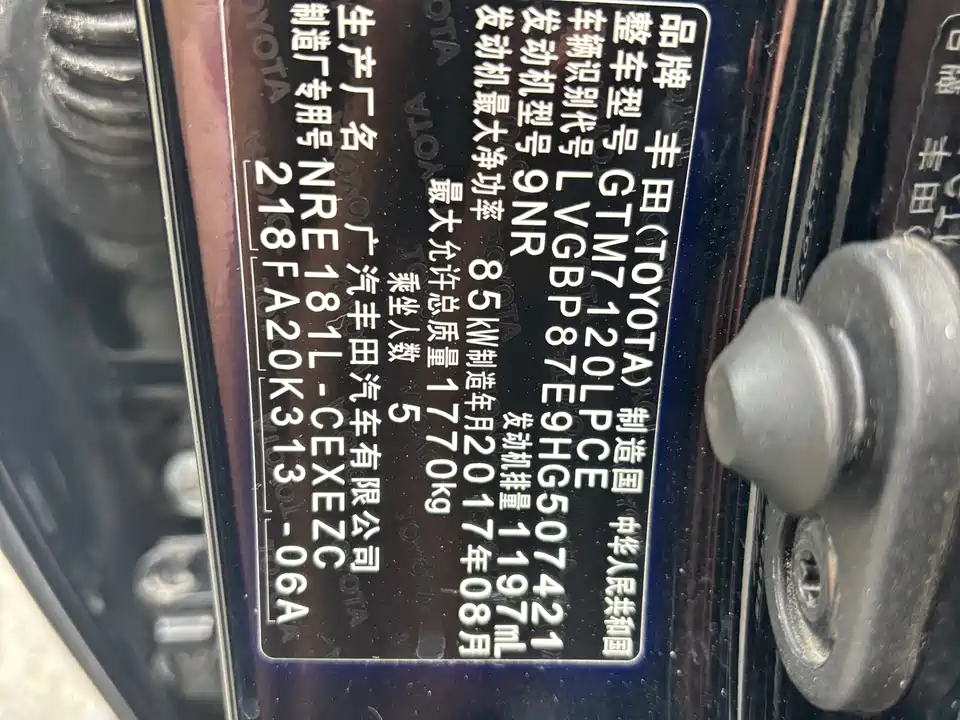 品牌 丰田(TOYOTA) 制造国 中华人民共和国
整车型号 GTM7120LPCE
车辆识别代号 LVGBP87E9HG507421
发动机型号 9NR 发动机排量 1197mL
发动机最大净功率 85kW 制造年月 2017年08月
最大允许总质量 1770kg
乘坐人数 5
生产厂名 广汽丰田汽车有限公司
制造厂专用号 NRE181L-CEXEZC
218FA20K313-06A